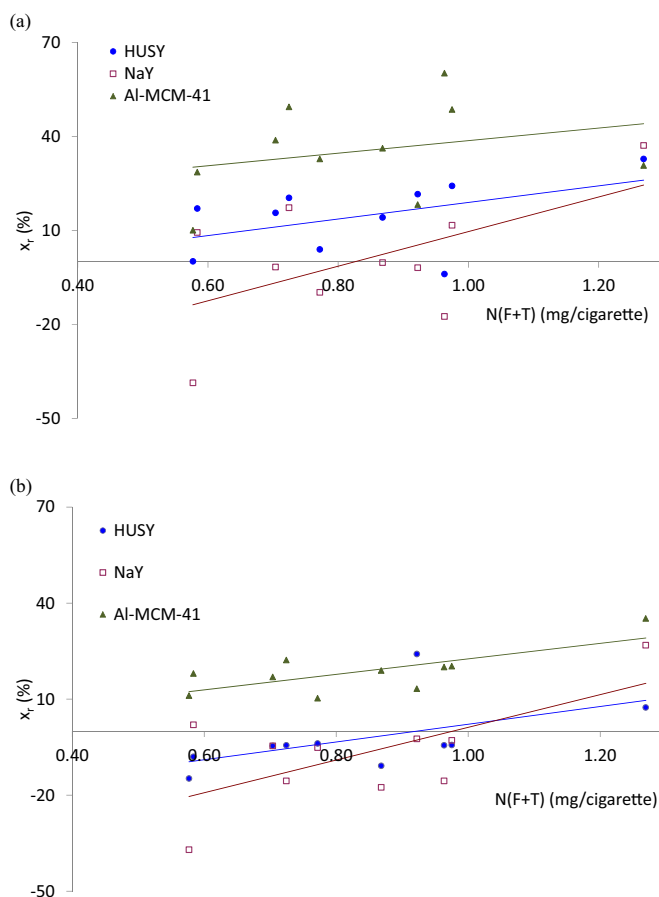 (a)
70
HUSY
NaY
Al-MCM-41
40
x_r (%)
10
0.40
0.60
0.80
1.00
1.20
N(F+T) (mg/cigarette)
-20
-50
(b)
70
HUSY
NaY
40
Al-MCM-41
x_r (%)
10
0.40
0.60
0.80
1.00
1.20
N(F+T) (mg/cigarette)
-20
-50